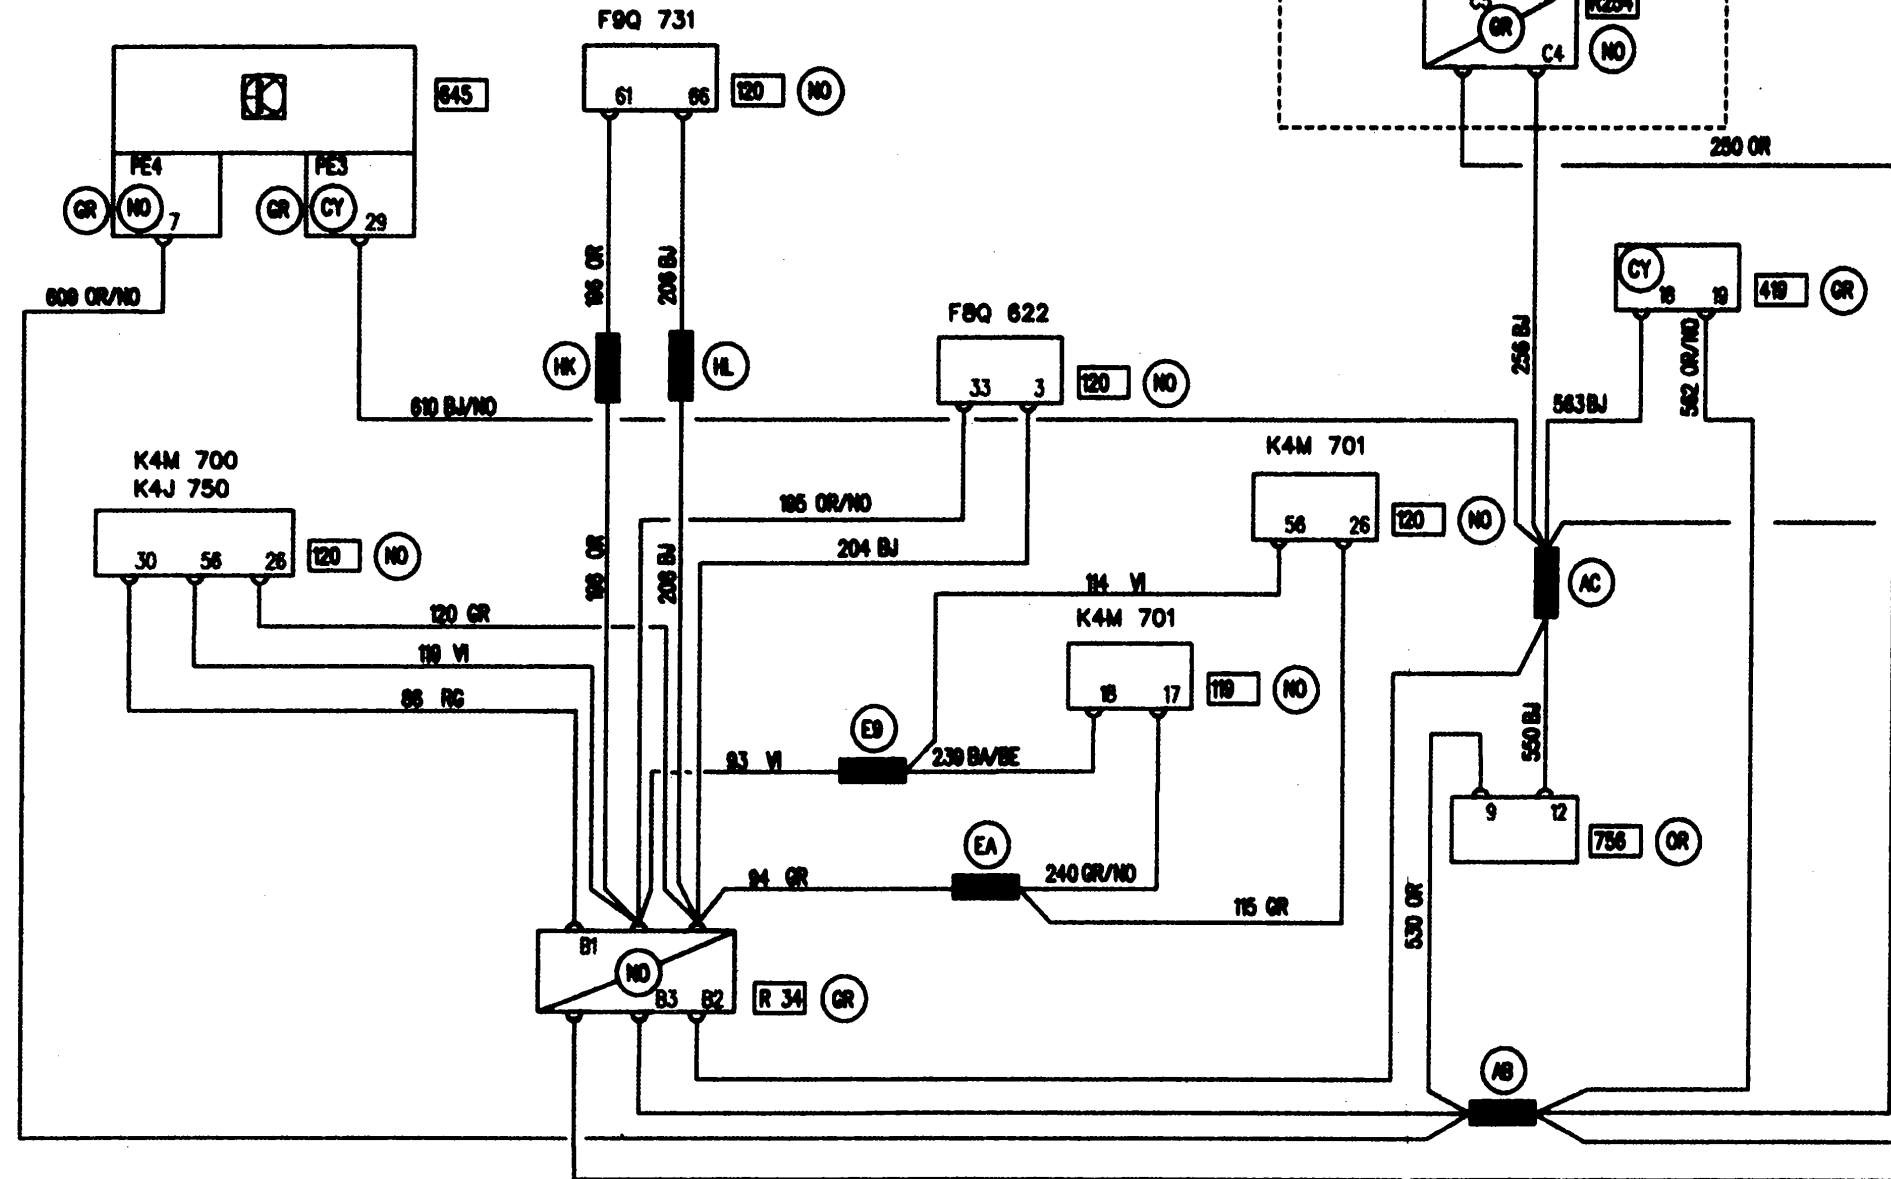 F9Q 731
645
61 66
120
NO
GR
C4
NO
250 OR
PE4
GR
NO
7
PE3
GR
CY
29
609 OR/NO
196 OR
206 BJ
HK
HL
610 BJ/NO
F8Q 622
33 3
120
NO
256 BJ
CY
18 19
419
GR
563 BJ
562 OR/NO
K4M 700
K4J 750
30 56 26
120
NO
195 OR/NO
204 BJ
196 OR
206 BJ
K4M 701
56 26
120
NO
AC
120 GR
119 VI
86 RG
114 VI
K4M 701
18 17
119
NO
E9
93 VI
239 BA/BE
550 BJ
9 12
756
OR
EA
94 GR
240 GR/NO
115 GR
530 OR
B1
NO
B3 B2
R 34
GR
AB